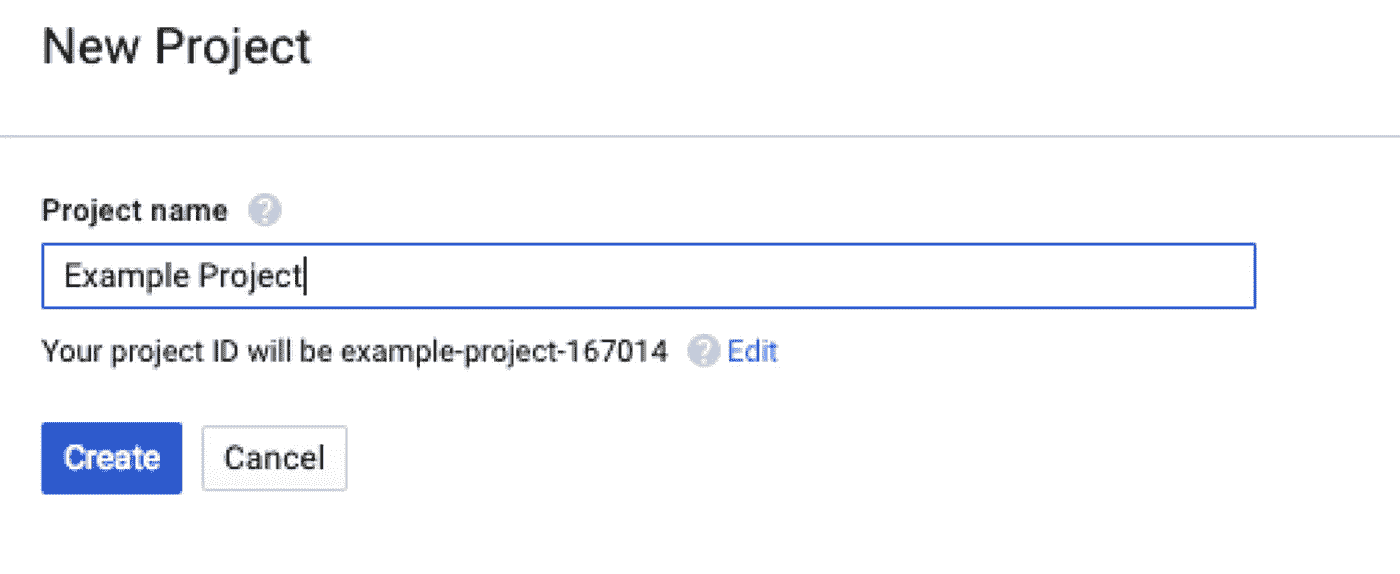 New Project
Project name ?
Example Project
Your project ID will be example-project-167014 ? Edit
Create Cancel